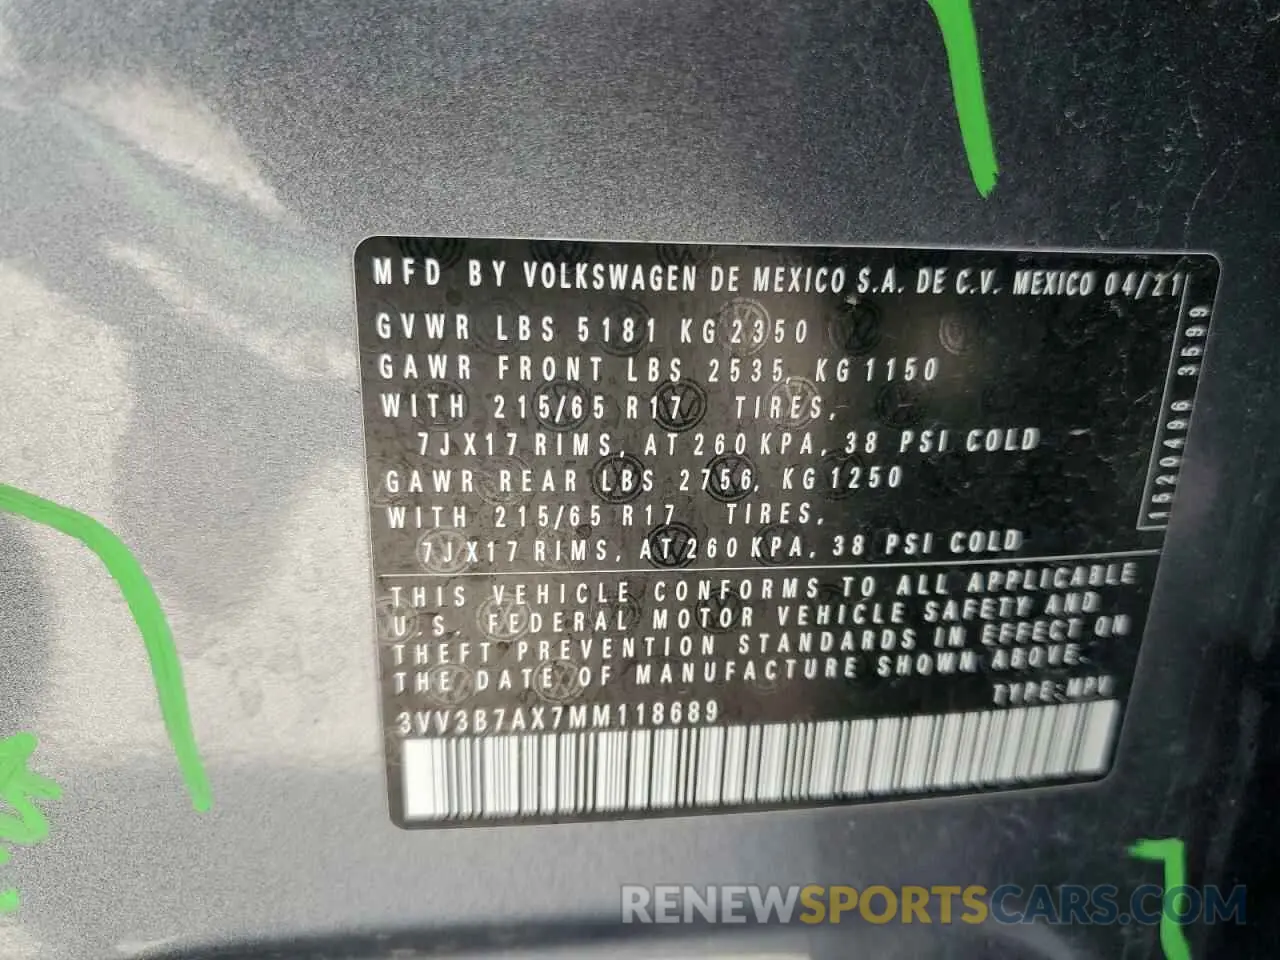 MFD BY VOLKSWAGEN DE MEXICO S.A. DE C.V. MEXICO 04/21
GVWR LBS 5181 KG 2350
GAWR FRONT LBS 2535, KG 1150
WITH 215/65 R17 TIRES,
7JX17 RIMS, AT 260 KPA, 38 PSI COLD
GAWR REAR LBS 2756, KG 1250
WITH 215/65 R17 TIRES,
7JX17 RIMS, AT 260 KPA, 38 PSI COLD
1529496 3599
THIS VEHICLE CONFORMS TO ALL APPLICABLE
U.S. FEDERAL MOTOR VEHICLE SAFETY AND
THEFT PREVENTION STANDARDS IN EFFECT ON
THE DATE OF MANUFACTURE SHOWN ABOVE.
TYPE: MPV
3VV3B7AX7MM118689
RENEWSPORTSCARS.COM